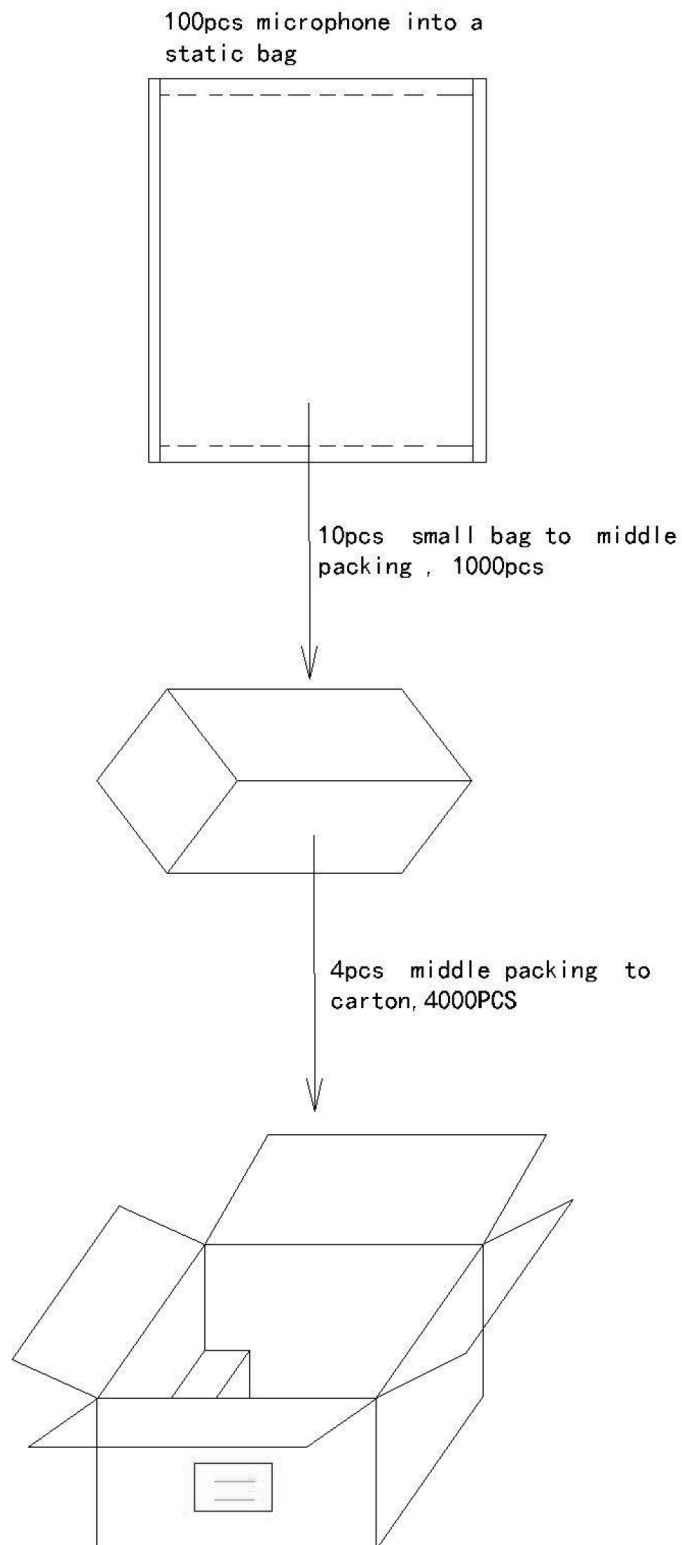 100pcs microphone into a
static bag
10pcs small bag to middle
packing , 1000pcs
4pcs middle packing to
carton,4000PCS